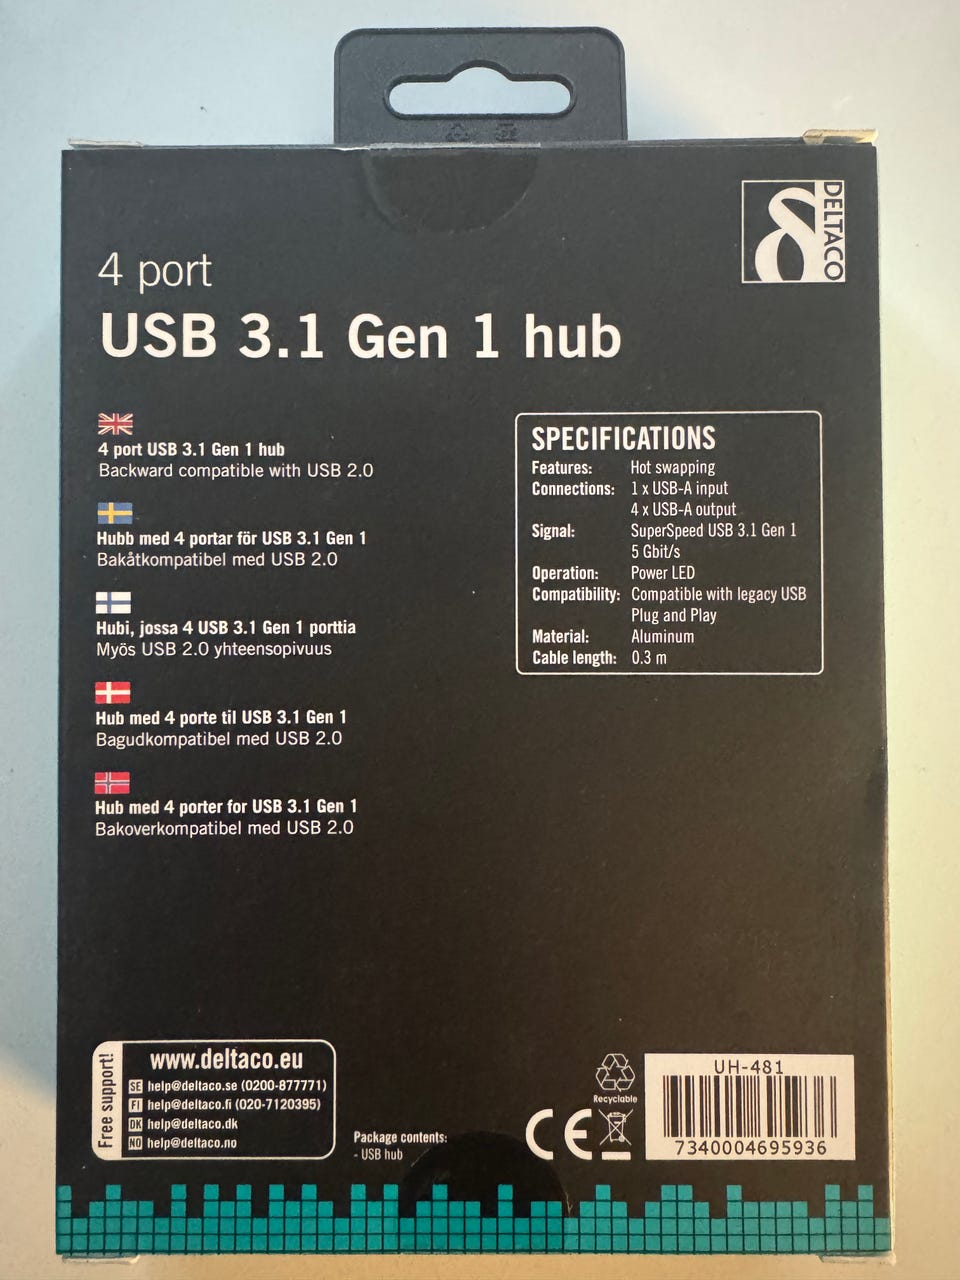 DELTACO
4 port
USB 3.1 Gen 1 hub
4 port USB 3.1 Gen 1 hub
Backward compatible with USB 2.0
Hubb med 4 portar för USB 3.1 Gen 1
Bakåtkompatibel med USB 2.0
Hubi, jossa 4 USB 3.1 Gen 1 porttia
Myös USB 2.0 yhteensopivuus
Hub med 4 porte til USB 3.1 Gen 1
Bagudkompatibel med USB 2.0
Hub med 4 porter for USB 3.1 Gen 1
Bakoverkompatibel med USB 2.0
SPECIFICATIONS
Features: Hot swapping
Connections: 1 x USB-A input
4 x USB-A output
Signal: SuperSpeed USB 3.1 Gen 1
5 Gbit/s
Operation: Power LED
Compatibility: Compatible with legacy USB
Plug and Play
Material: Aluminum
Cable length: 0.3 m
Free support!
www.deltaco.eu
SE help@deltaco.se (0200-877771)
FI help@deltaco.fi (020-7120395)
DK help@deltaco.dk
NO help@deltaco.no
Package contents:
- USB hub
Recyclable
CE
UH-481
7340004695936